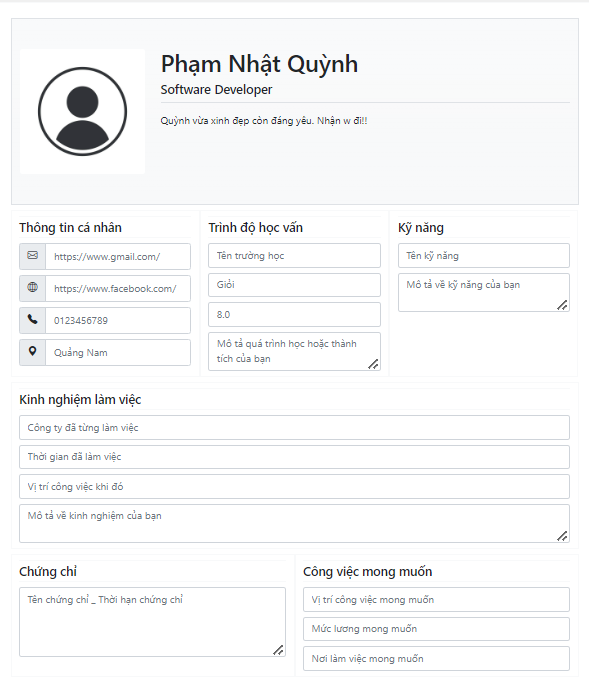 Phạm Nhật Quỳnh
Software Developer
Quỳnh vừa xinh đẹp còn đáng yêu. Nhận w đi!!
Thông tin cá nhân
https://www.gmail.com/
https://www.facebook.com/
0123456789
Quảng Nam
Trình độ học vấn
Tên trường học
Giỏi
8.0
Mô tả quá trình học hoặc thành
tích của bạn
Kỹ năng
Tên kỹ năng
Mô tả về kỹ năng của bạn
Kinh nghiệm làm việc
Công ty đã từng làm việc
Thời gian đã làm việc
Vị trí công việc khi đó
Mô tả về kinh nghiệm của bạn
Chứng chỉ
Tên chứng chỉ _ Thời hạn chứng chỉ
Công việc mong muốn
Vị trí công việc mong muốn
Mức lương mong muốn
Nơi làm việc mong muốn